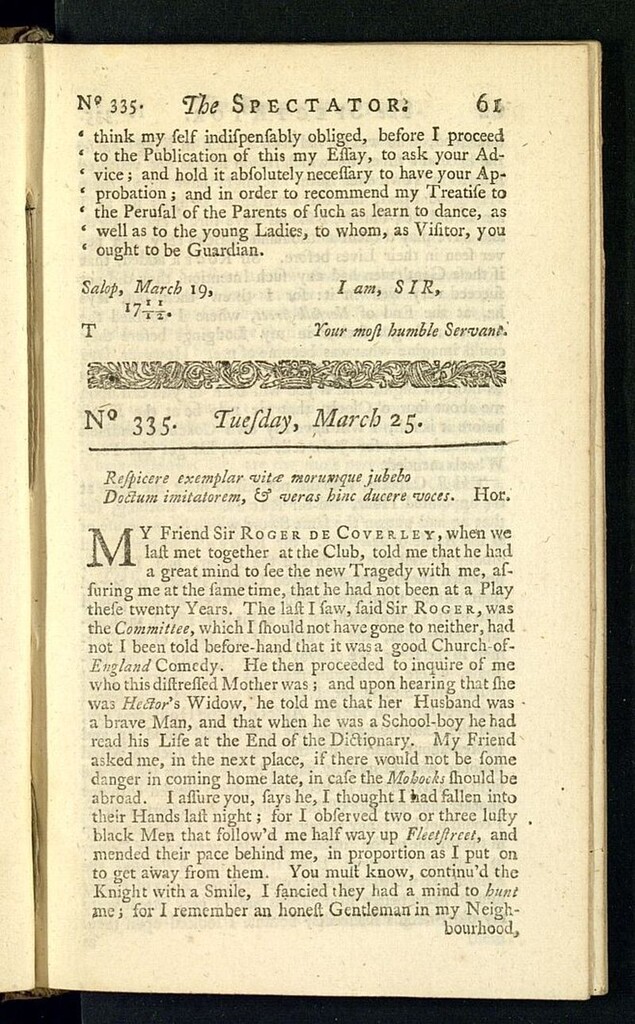 Nº 335. The SPECTATOR. 61
‘ think my ſelf indiſpenſably obliged, before I proceed
‘ to the Publication of this my Eſſay, to ask your Ad-
‘ vice; and hold it abſolutely neceſſary to have your Ap-
‘ probation; and in order to recommend my Treatiſe to
‘ the Peruſal of the Parents of ſuch as learn to dance, as
‘ well as to the young Ladies, to whom, as Viſitor, you
‘ ought to be Guardian.
Salop, March 19, I am, SIR,
17 11/12.
T Your moſt humble Servant.
Nº 335. Tueſday, March 25.
Reſpicere exemplar vitæ morumque jubebo
Doctum imitatorem, & veras hinc ducere voces. Hor.
MY Friend Sir ROGER DE COVERLEY, when we
laſt met together at the Club, told me that he had
a great mind to ſee the new Tragedy with me, aſ-
ſuring me at the ſame time, that he had not been at a Play
theſe twenty Years. The laſt I ſaw, ſaid Sir ROGER, was
the Committee, which I ſhould not have gone to neither, had
not I been told before-hand that it was a good Church-of-
England Comedy. He then proceeded to inquire of me
who this diſtreſſed Mother was; and upon hearing that ſhe
was Hector's Widow, he told me that her Husband was
a brave Man, and that when he was a School-boy he had
read his Life at the End of the Dictionary. My Friend
asked me, in the next place, if there would not be ſome
danger in coming home late, in caſe the Mohocks ſhould be
abroad. I aſſure you, ſays he, I thought I had fallen into
their Hands laſt night; for I obſerved two or three luſty
black Men that follow'd me half way up Fleetſtreet, and
mended their pace behind me, in proportion as I put on
to get away from them. You muſt know, continu'd the
Knight with a Smile, I fancied they had a mind to hunt
me; for I remember an honeſt Gentleman in my Neigh-
bourhood,